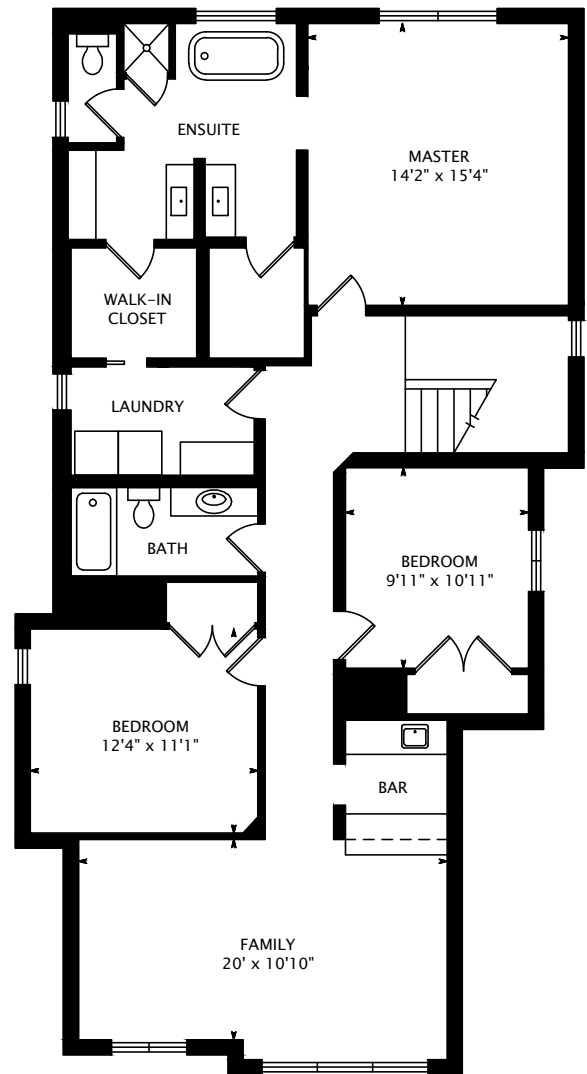 ENSUITE
MASTER
14'2" x 15'4"
WALK-IN
CLOSET
LAUNDRY
BATH
BEDROOM
9'11" x 10'11"
BEDROOM
12'4" x 11'1"
BAR
FAMILY
20' x 10'10"